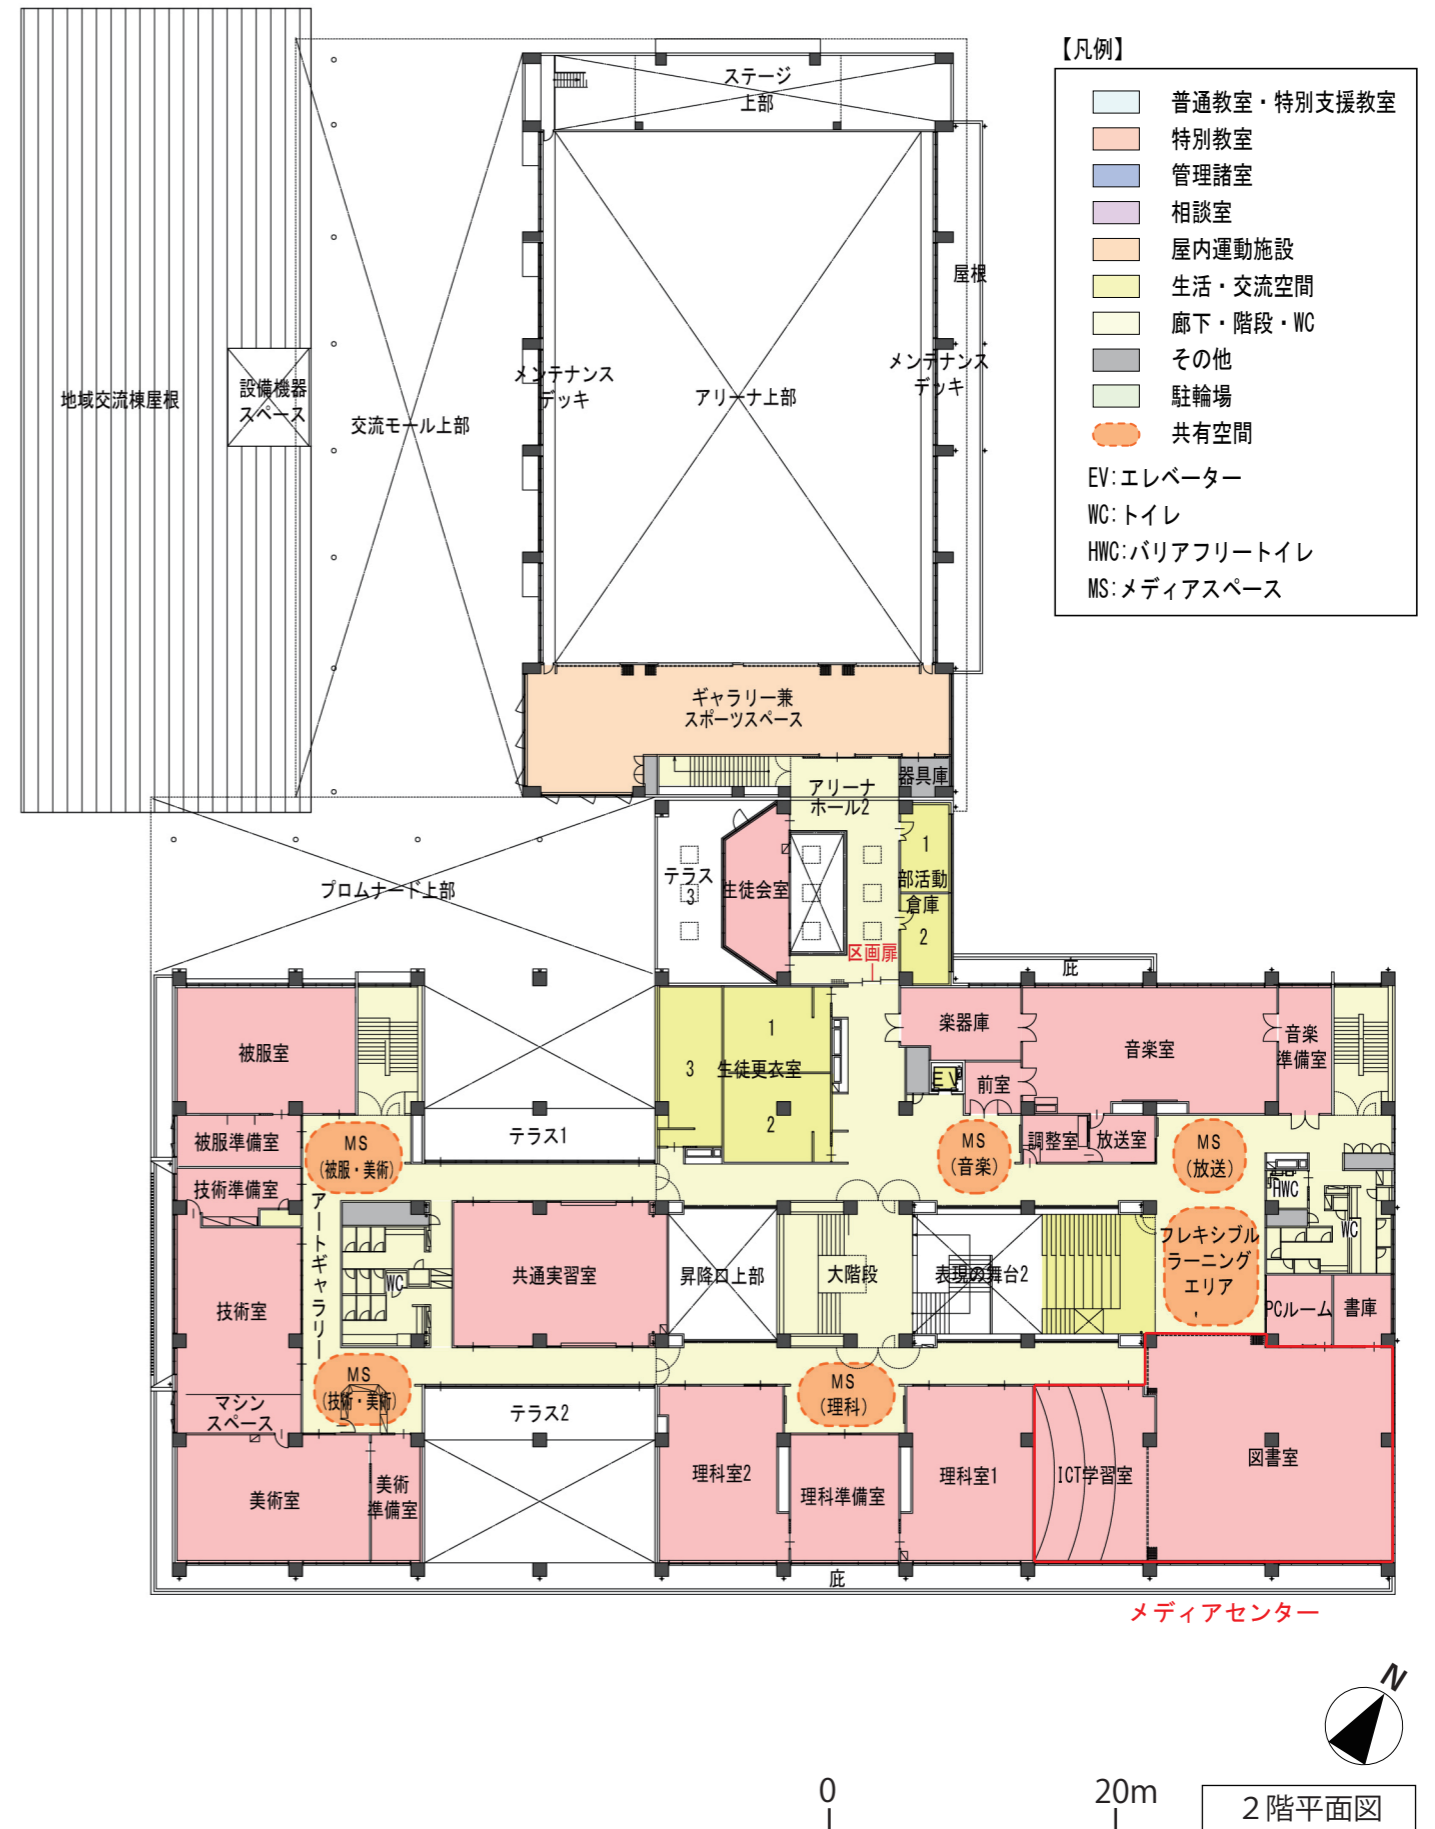 【凡例】
普通教室・特別支援教室
特別教室
管理諸室
相談室
屋内運動施設
生活・交流空間
廊下・階段・WC
その他
駐輪場
共有空間
EV:エレベーター
WC:トイレ
HWC:バリアフリートイレ
MS:メディアスペース
ステージ
上部
屋根
メンテナンス
デッキ
メンテナンス
デッキ
アリーナ上部
地域交流棟屋根
設備機器
スペース
交流モール上部
ギャラリー兼
スポーツスペース
器具庫
アリーナ
ホール2
1
部活動
倉庫
2
テラス
3
生徒会室
プロムナード上部
区画扉
庇
被服室
3
1
生徒更衣室
2
楽器庫
音楽室
音楽
準備室
EV
前室
被服準備室
MS
(被服・美術)
テラス1
MS
(音楽)
調整室
放送室
MS
(放送)
技術準備室
HWC
WC
アートギャラリー
フレキシブル
ラーニング
エリア
技術室
WC
共通実習室
昇降口上部
大階段
表現の舞台2
PCルーム
書庫
MS
(技術・美術)
MS
(理科)
マシン
スペース
テラス2
美術室
美術
準備室
理科室2
理科準備室
理科室1
ICT学習室
図書室
庇
メディアセンター
N
0
20m
２階平面図